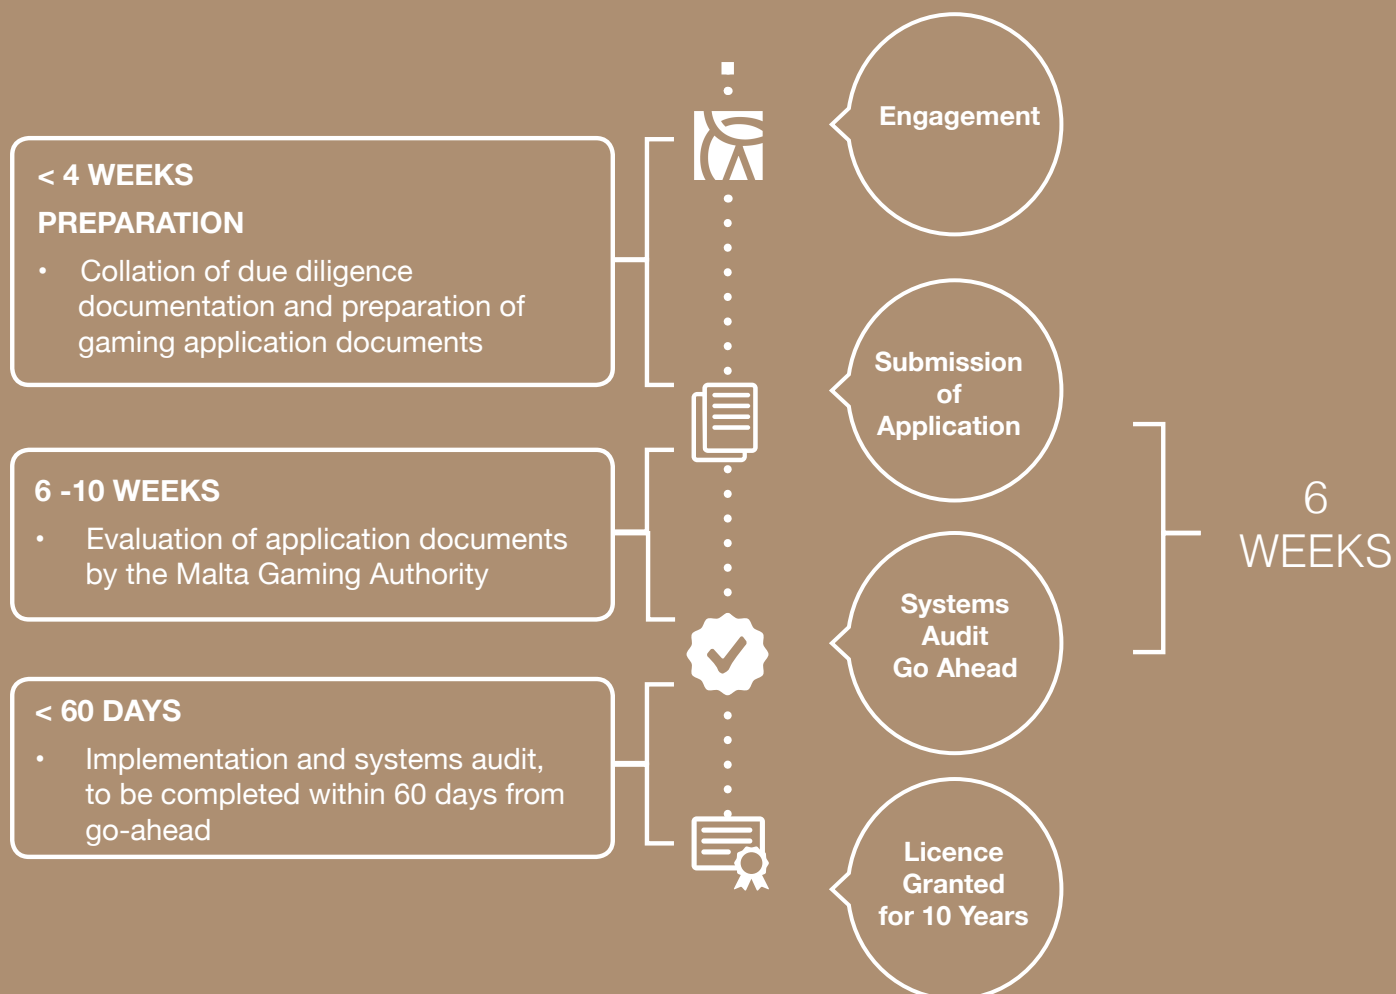 Engagement
< 4 WEEKS
PREPARATION
• Collation of due diligence
documentation and preparation of
gaming application documents
Submission
of
Application
6 -10 WEEKS
• Evaluation of application documents
by the Malta Gaming Authority
6
WEEKS
Systems
Audit
Go Ahead
< 60 DAYS
• Implementation and systems audit,
to be completed within 60 days from
go-ahead
Licence
Granted
for 10 Years